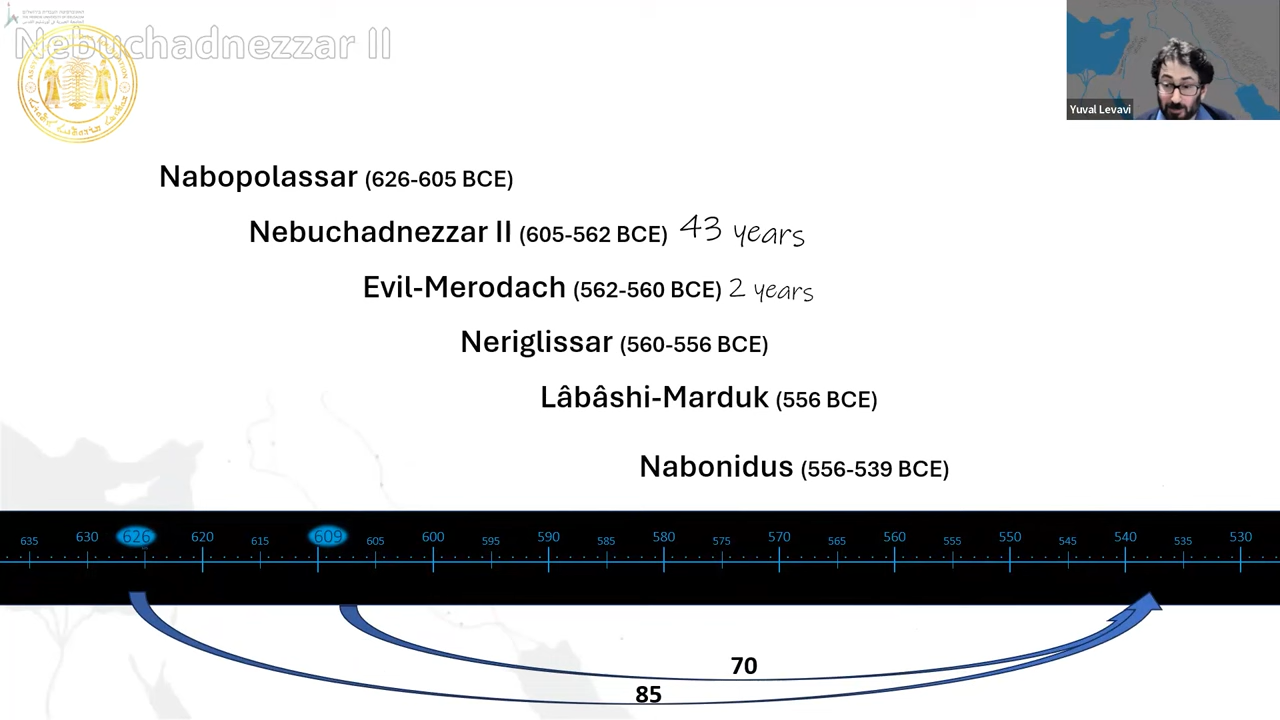 Nebuchadnezzar II
Yuval Levavi
Nabopolassar (626-605 BCE)
Nebuchadnezzar II (605-562 BCE) 43 years
Evil-Merodach (562-560 BCE) 2 years
Neriglissar (560-556 BCE)
Lâbâshi-Marduk (556 BCE)
Nabonidus (556-539 BCE)
635 630 626 620 615 609 605 600 595 590 585 580 575 570 565 560 555 550 545 540 535 530
70
85